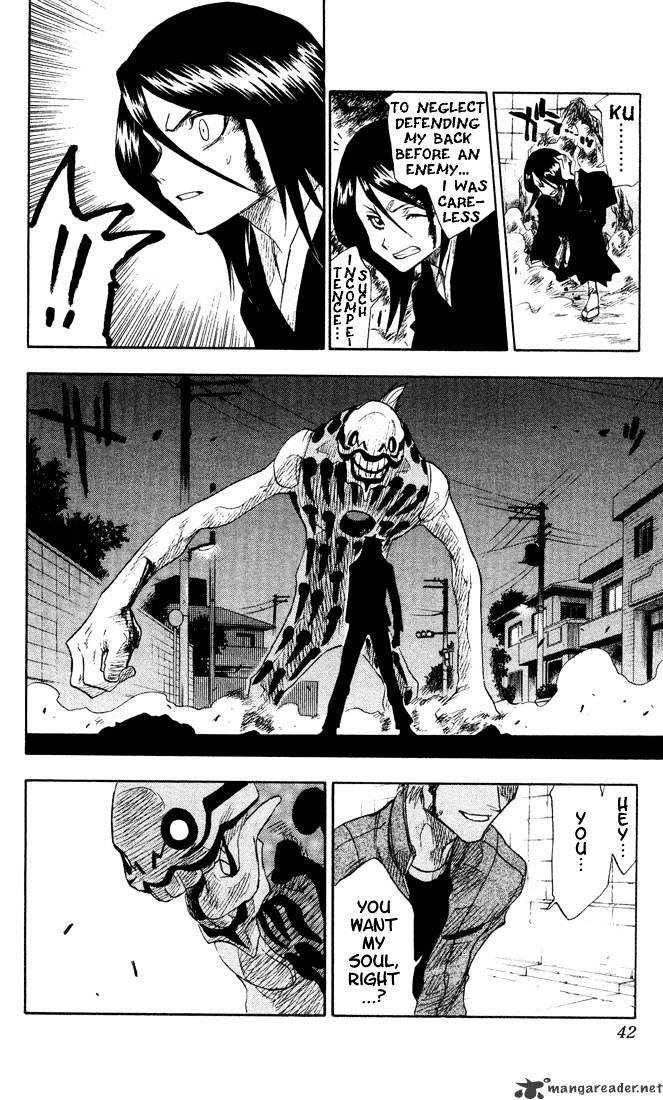 KU
..........
TO NEGLECT
DEFENDING
MY BACK
BEFORE AN
ENEMY...
I WAS
CARE-
LESS
SUCH
INCOMPE
TENCE...
!!
HEY...
YOU...
YOU
WANT
MY
SOUL,
RIGHT
...?
42
mangareader.net